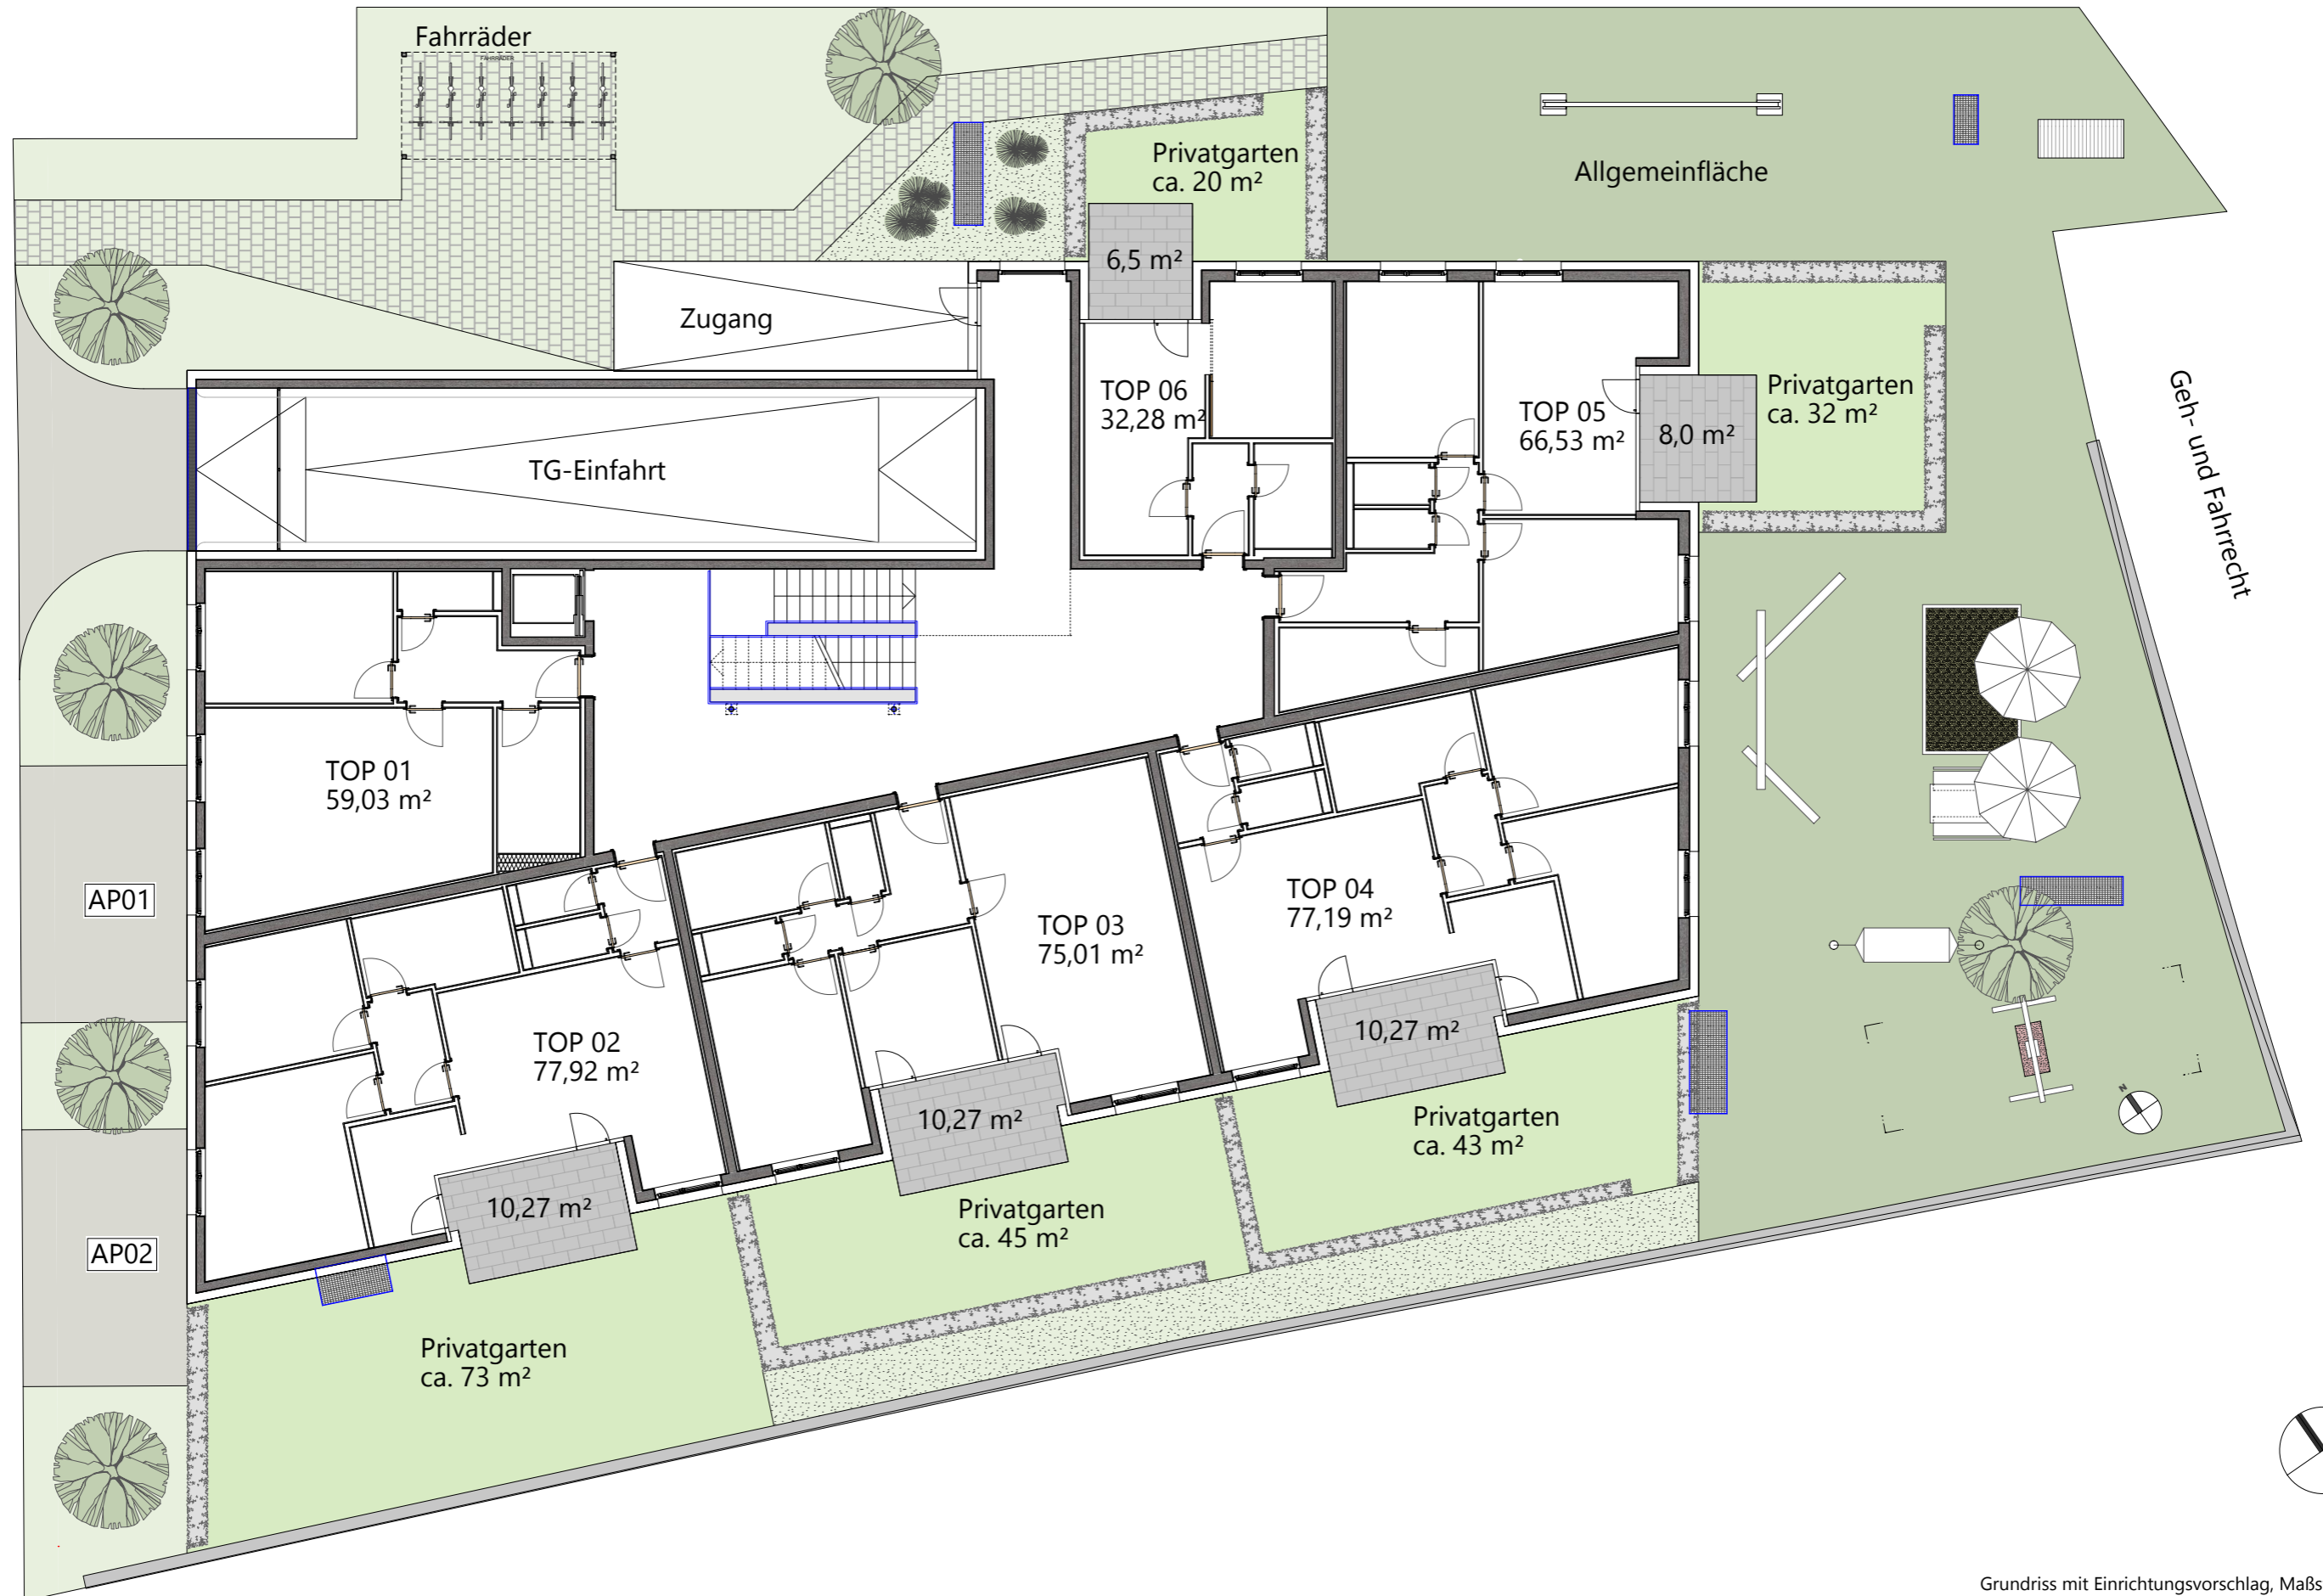 Fahrräder
FAHRRÄDER
Privatgarten
ca. 20 m²
Allgemeinfläche
6,5 m²
Zugang
TOP 06
32,28 m²
TOP 05
66,53 m²
8,0 m²
Privatgarten
ca. 32 m²
Geh- und Fahrrecht
TG-Einfahrt
TOP 01
59,03 m²
AP01
TOP 04
77,19 m²
TOP 03
75,01 m²
TOP 02
77,92 m²
10,27 m²
10,27 m²
10,27 m²
Privatgarten
ca. 43 m²
N
Privatgarten
ca. 45 m²
AP02
Privatgarten
ca. 73 m²
Grundriss mit Einrichtungsvorschlag, Maßs